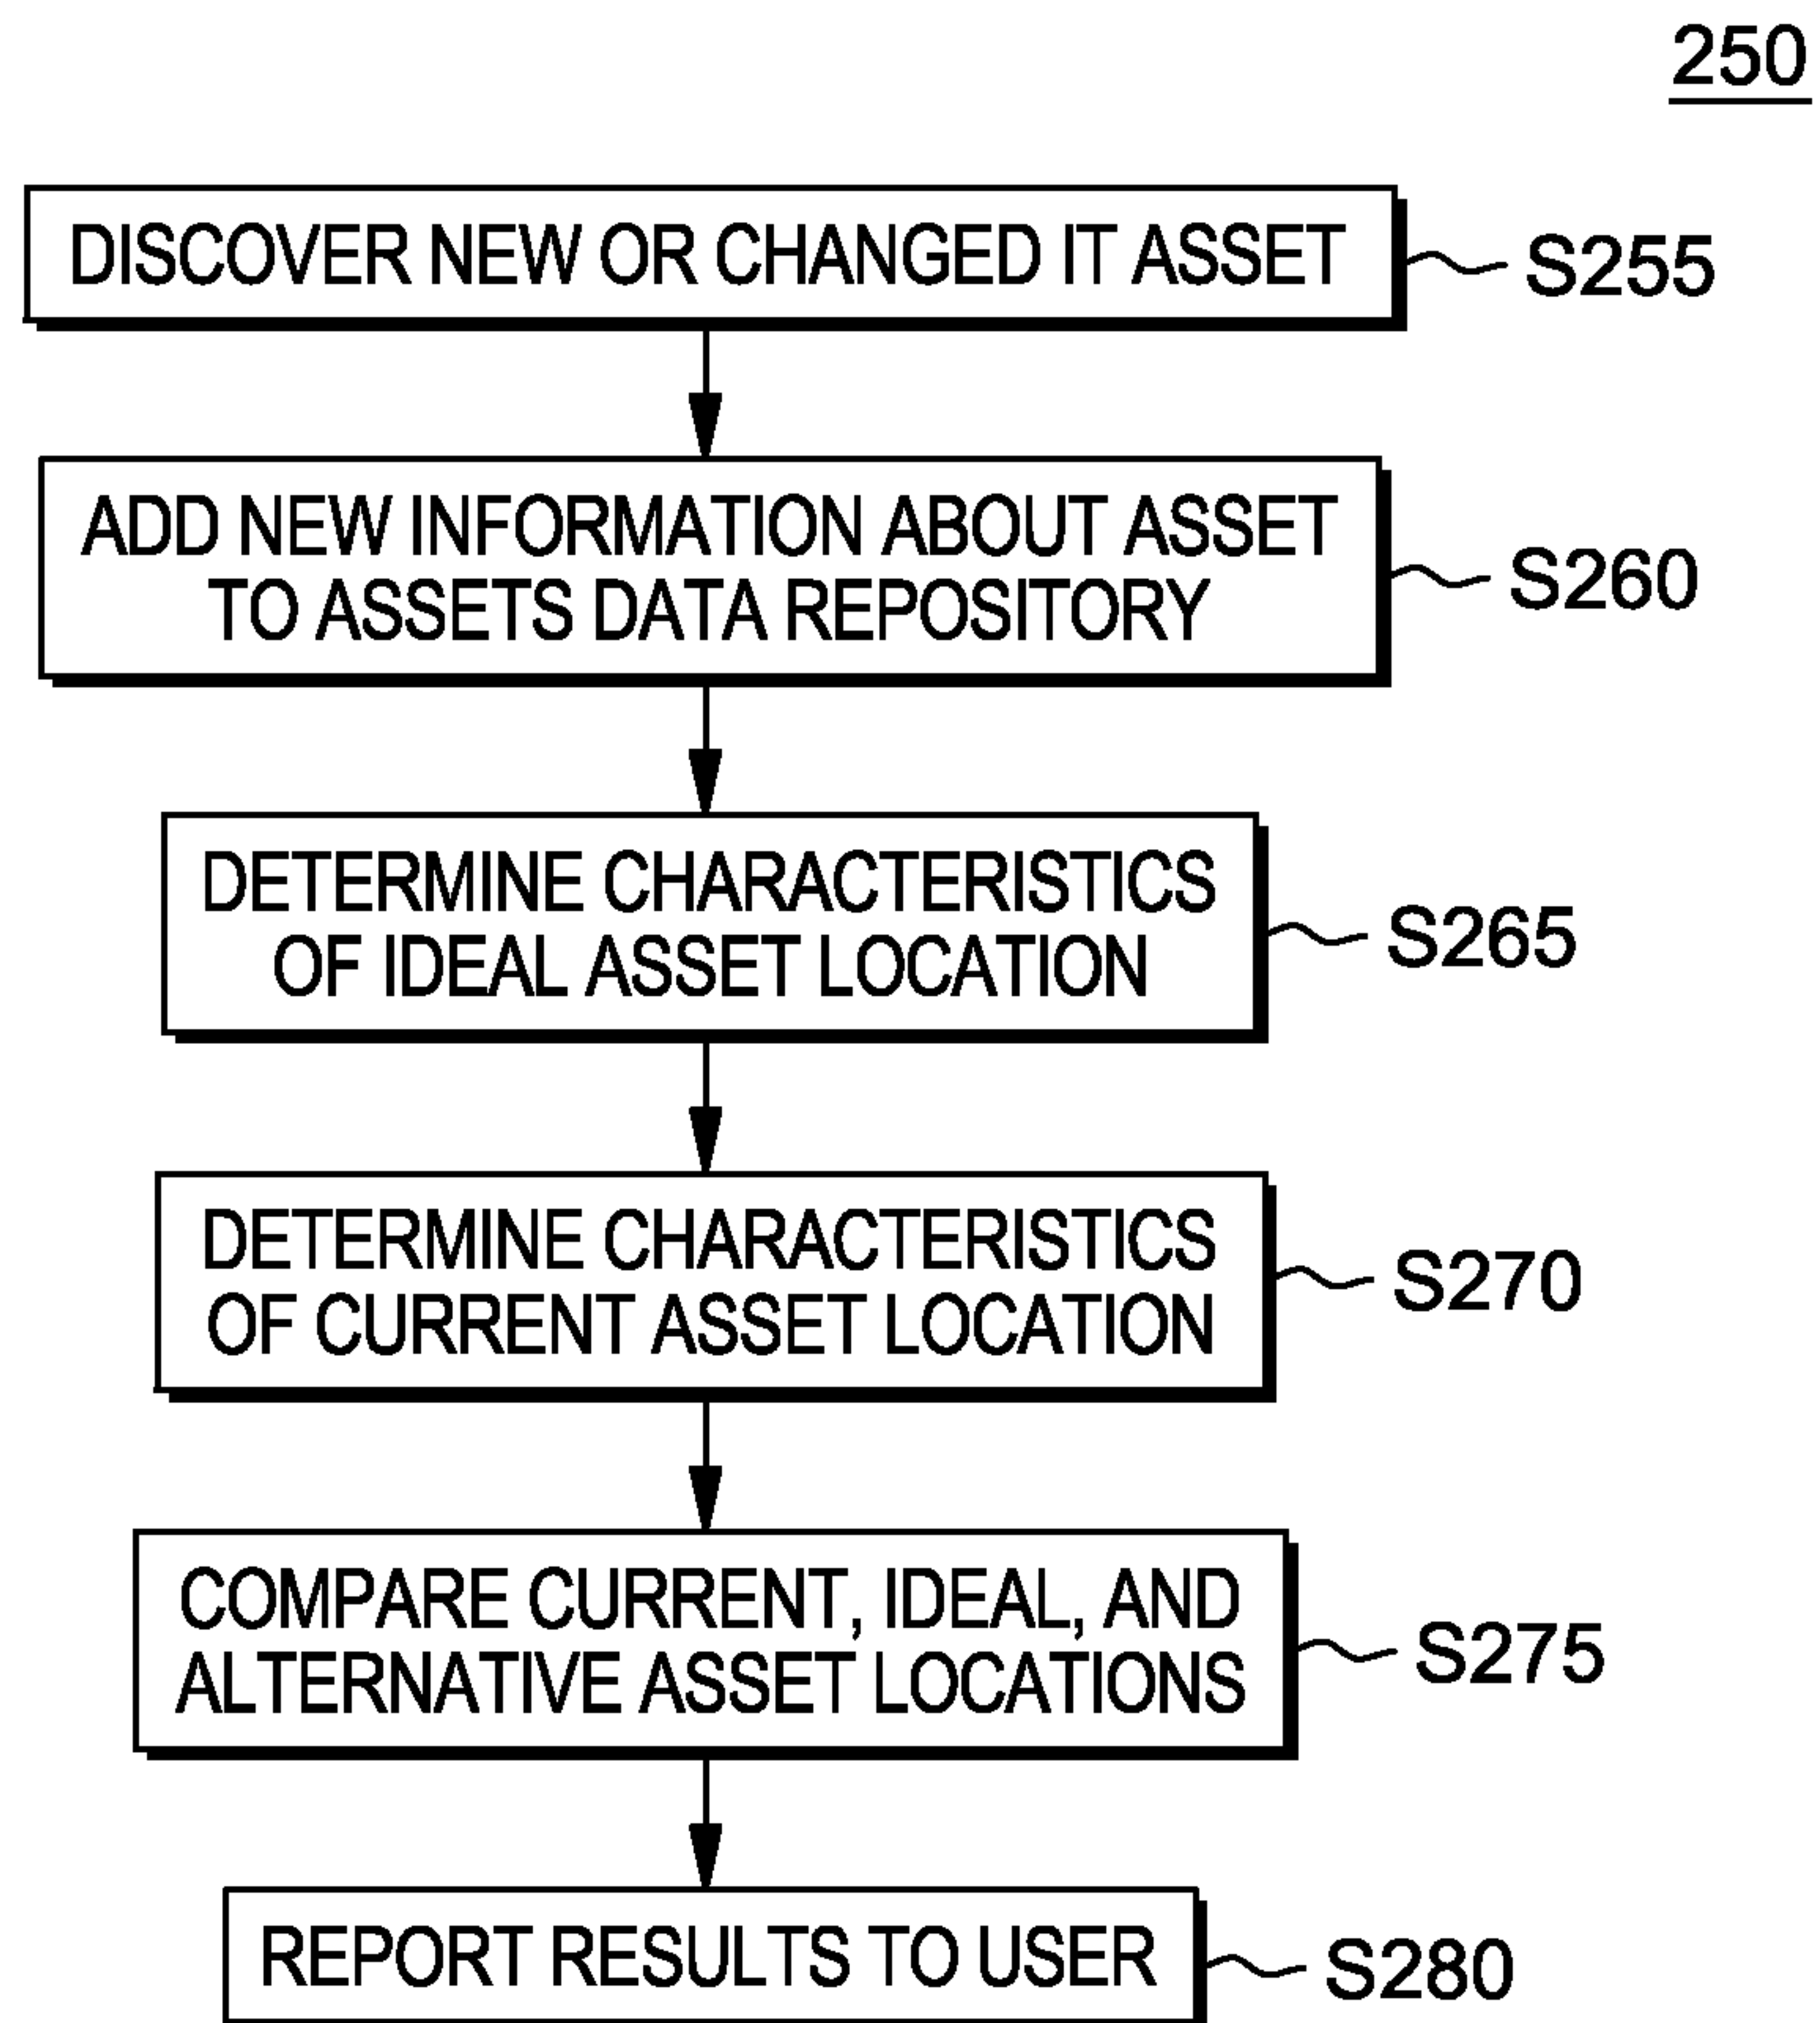 250
DISCOVER NEW OR CHANGED IT ASSET
S255
ADD NEW INFORMATION ABOUT ASSET
TO ASSETS DATA REPOSITORY
S260
DETERMINE CHARACTERISTICS
OF IDEAL ASSET LOCATION
S265
DETERMINE CHARACTERISTICS
OF CURRENT ASSET LOCATION
S270
COMPARE CURRENT, IDEAL, AND
ALTERNATIVE ASSET LOCATIONS
S275
REPORT RESULTS TO USER
S280